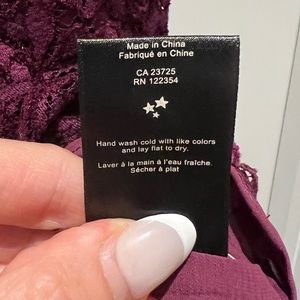 Made in China
Fabriqué en Chine
CA 23725
RN 122354
Hand wash cold with like colors
and lay flat to dry.
Laver à la main à l'eau fraîche.
Sécher à plat